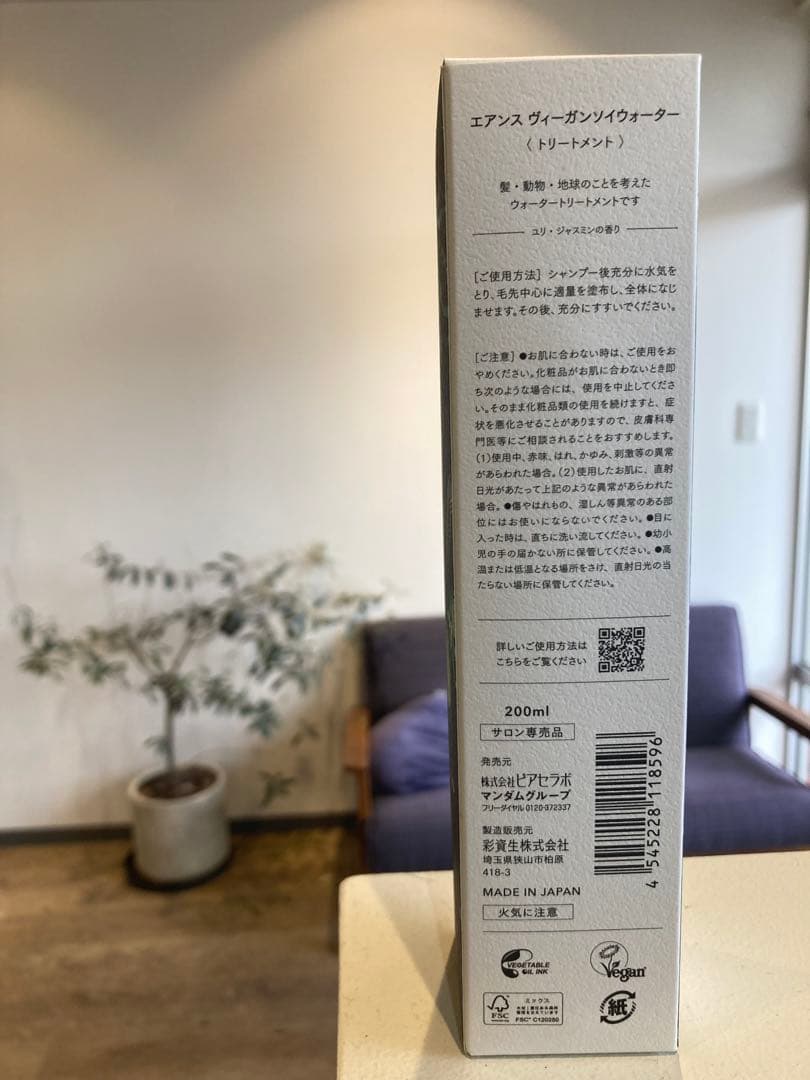 エアンス ヴィーガンソイウォーター
〈 トリートメント 〉
髪・動物・地球のことを考えた
ウォータートリートメントです
ユリ・ジャスミンの香り
[ご使用方法] シャンプー後充分に水気を
とり、毛先中心に適量を塗布し、全体になじ
ませます。その後、充分にすすいでください。
[ご注意] ●お肌に合わない時は、ご使用をお
やめください。化粧品がお肌に合わないとき即
ち次のような場合には、使用を中止してくださ
い。そのまま化粧品類の使用を続けますと、症
状を悪化させることがありますので、皮膚科専
門医等にご相談されることをおすすめします。
(1)使用中、赤味、はれ、かゆみ、刺激等の異常
があらわれた場合。(2)使用したお肌に、直射
日光があたって上記のような異常があらわれた
場合。●傷やはれもの、湿しん等異常のある部
位にはお使いにならないでください。●目に
入った時は、直ちに洗い流してください。●幼小
児の手の届かない所に保管してください。●高
温または低温となる場所をさけ、直射日光の当
たらない場所に保管してください。
詳しいご使用方法は
こちらをご覧ください
200ml
サロン専売品
発売元
株式会社ピアセラボ
マンダムグループ
フリーダイヤル 0120-372337
製造販売元
彩資生株式会社
埼玉県狭山市柏原
418-3
MADE IN JAPAN
火気に注意
4 545228 118596
VEGETABLE
OIL INK
Vegan
ミックス
FSC
FSC® C120280
紙